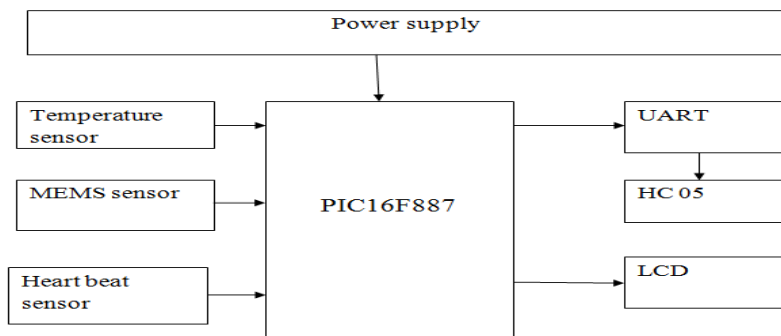 Power supply
Temperature
sensor
UART
MEMS sensor
PIC16F887
HC 05
Heart beat
sensor
LCD